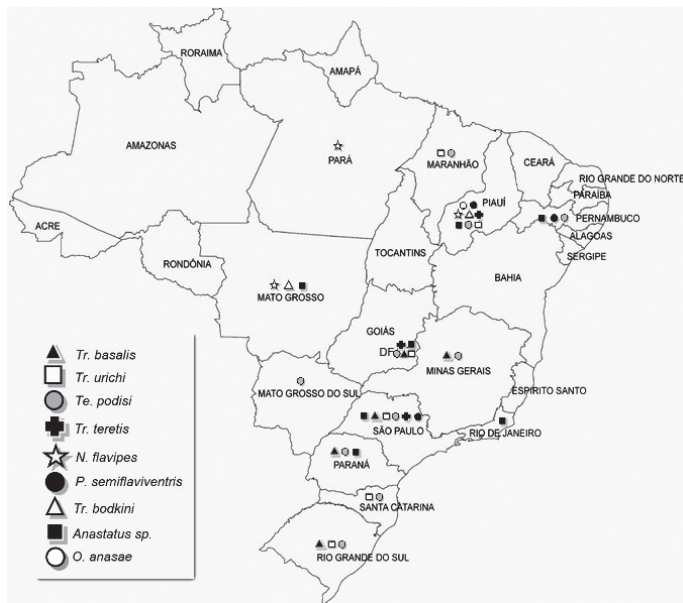 RORAIMA
AMAPÁ
AMAZONAS
PARÁ
MARANHÃO
CEARÁ
RIO GRANDE DO NORTE
PARAÍBA
PIAUÍ
PERNAMBUCO
ALAGOAS
SERGIPE
ACRE
RONDÔNIA
TOCANTINS
BAHIA
MATO GROSSO
GOIÁS
DF
MINAS GERAIS
ESPÍRITO SANTO
MATO GROSSO DO SUL
SÃO PAULO
RIO DE JANEIRO
PARANÁ
SANTA CATARINA
RIO GRANDE DO SUL
Tr. basalis
Tr. urichi
Te. podisi
Tr. teretis
N. flavipes
P. semiflaviventris
Tr. bodkini
Anastatus sp.
O. anasae